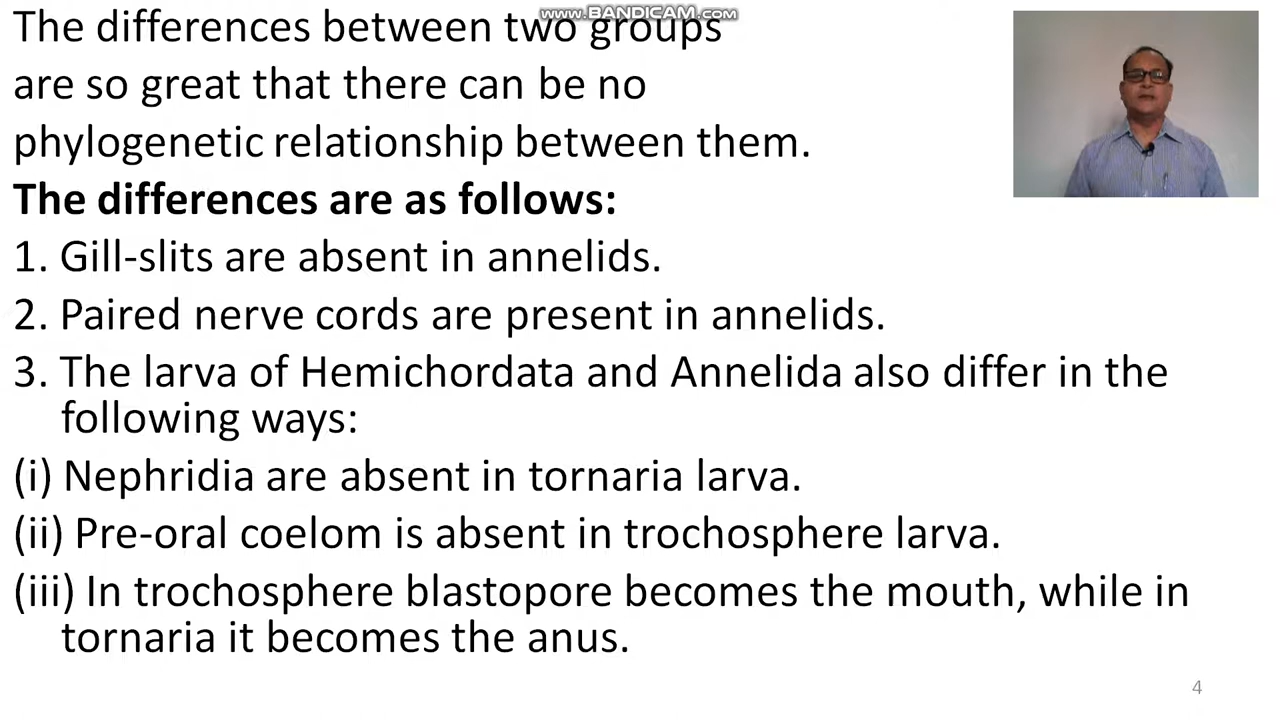 www.BANDICAM.com
The differences between two groups
are so great that there can be no
phylogenetic relationship between them.
The differences are as follows:
1. Gill-slits are absent in annelids.
2. Paired nerve cords are present in annelids.
3. The larva of Hemichordata and Annelida also differ in the
following ways:
(i) Nephridia are absent in tornaria larva.
(ii) Pre-oral coelom is absent in trochosphere larva.
(iii) In trochosphere blastopore becomes the mouth, while in
tornaria it becomes the anus.
4